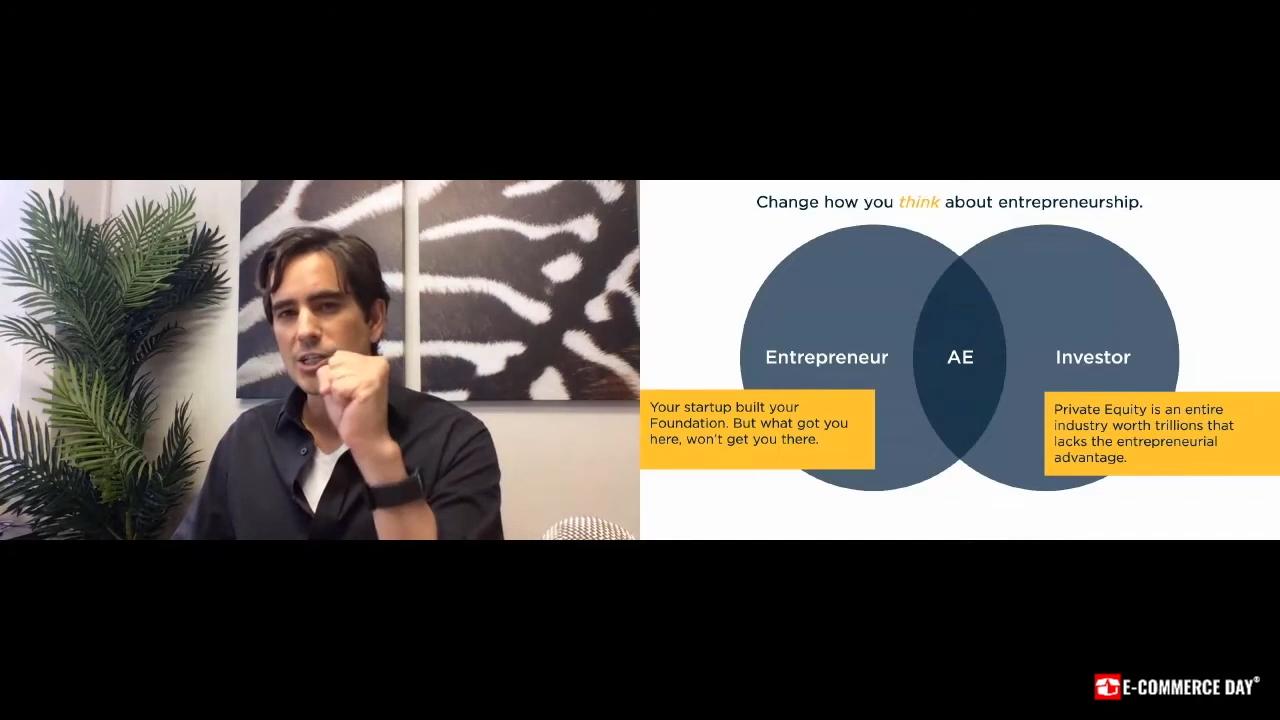 Change how you think about entrepreneurship.
Entrepreneur
AE
Investor
Your startup built your
Foundation. But what got you
here, won't get you there.
Private Equity is an entire
industry worth trillions that
lacks the entrepreneurial
advantage.
E-COMMERCE DAY®